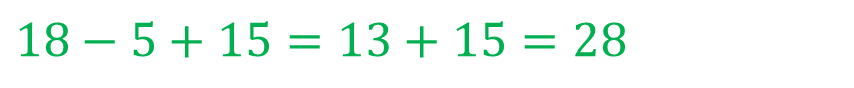 18 − 5 + 15 = 13 + 15 = 28